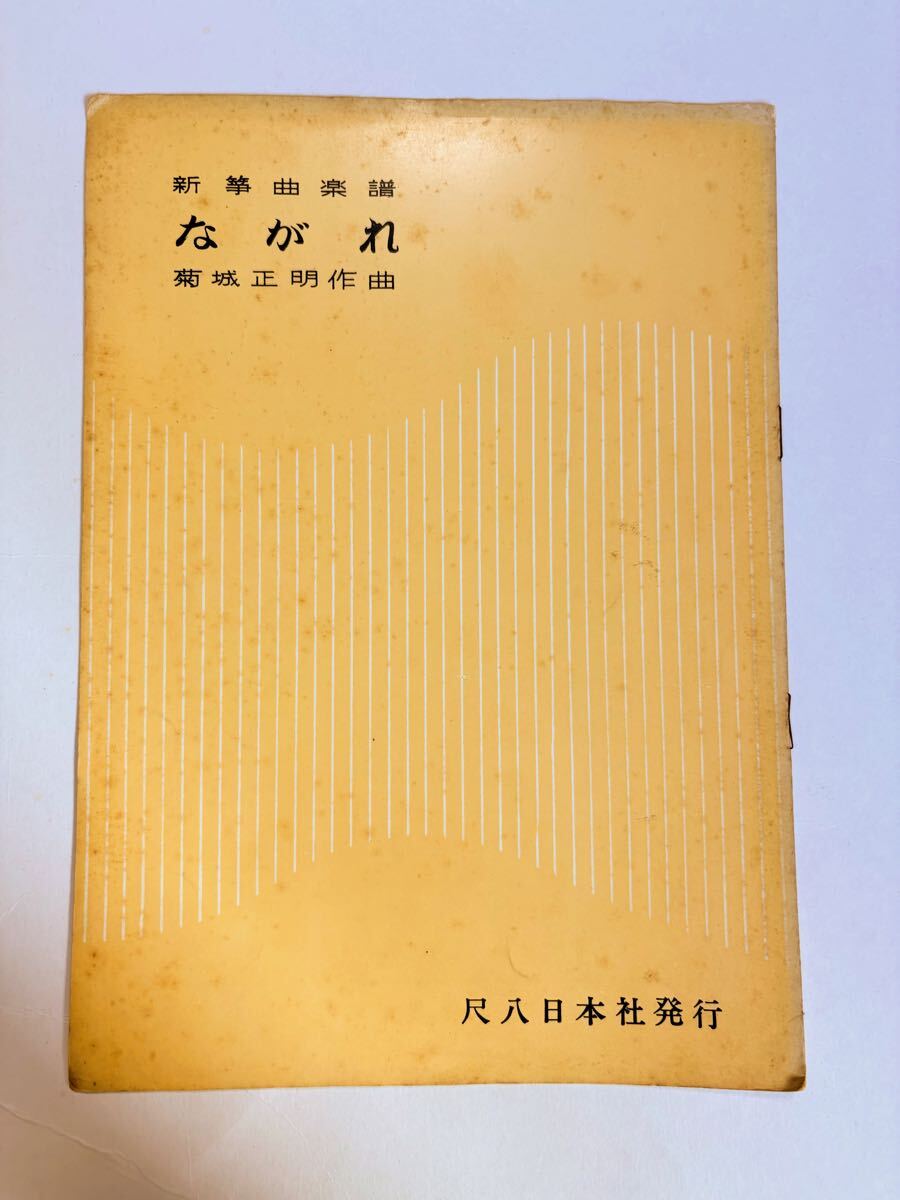 新箏曲楽譜
ながれ
菊城正明作曲
尺八日本社発行